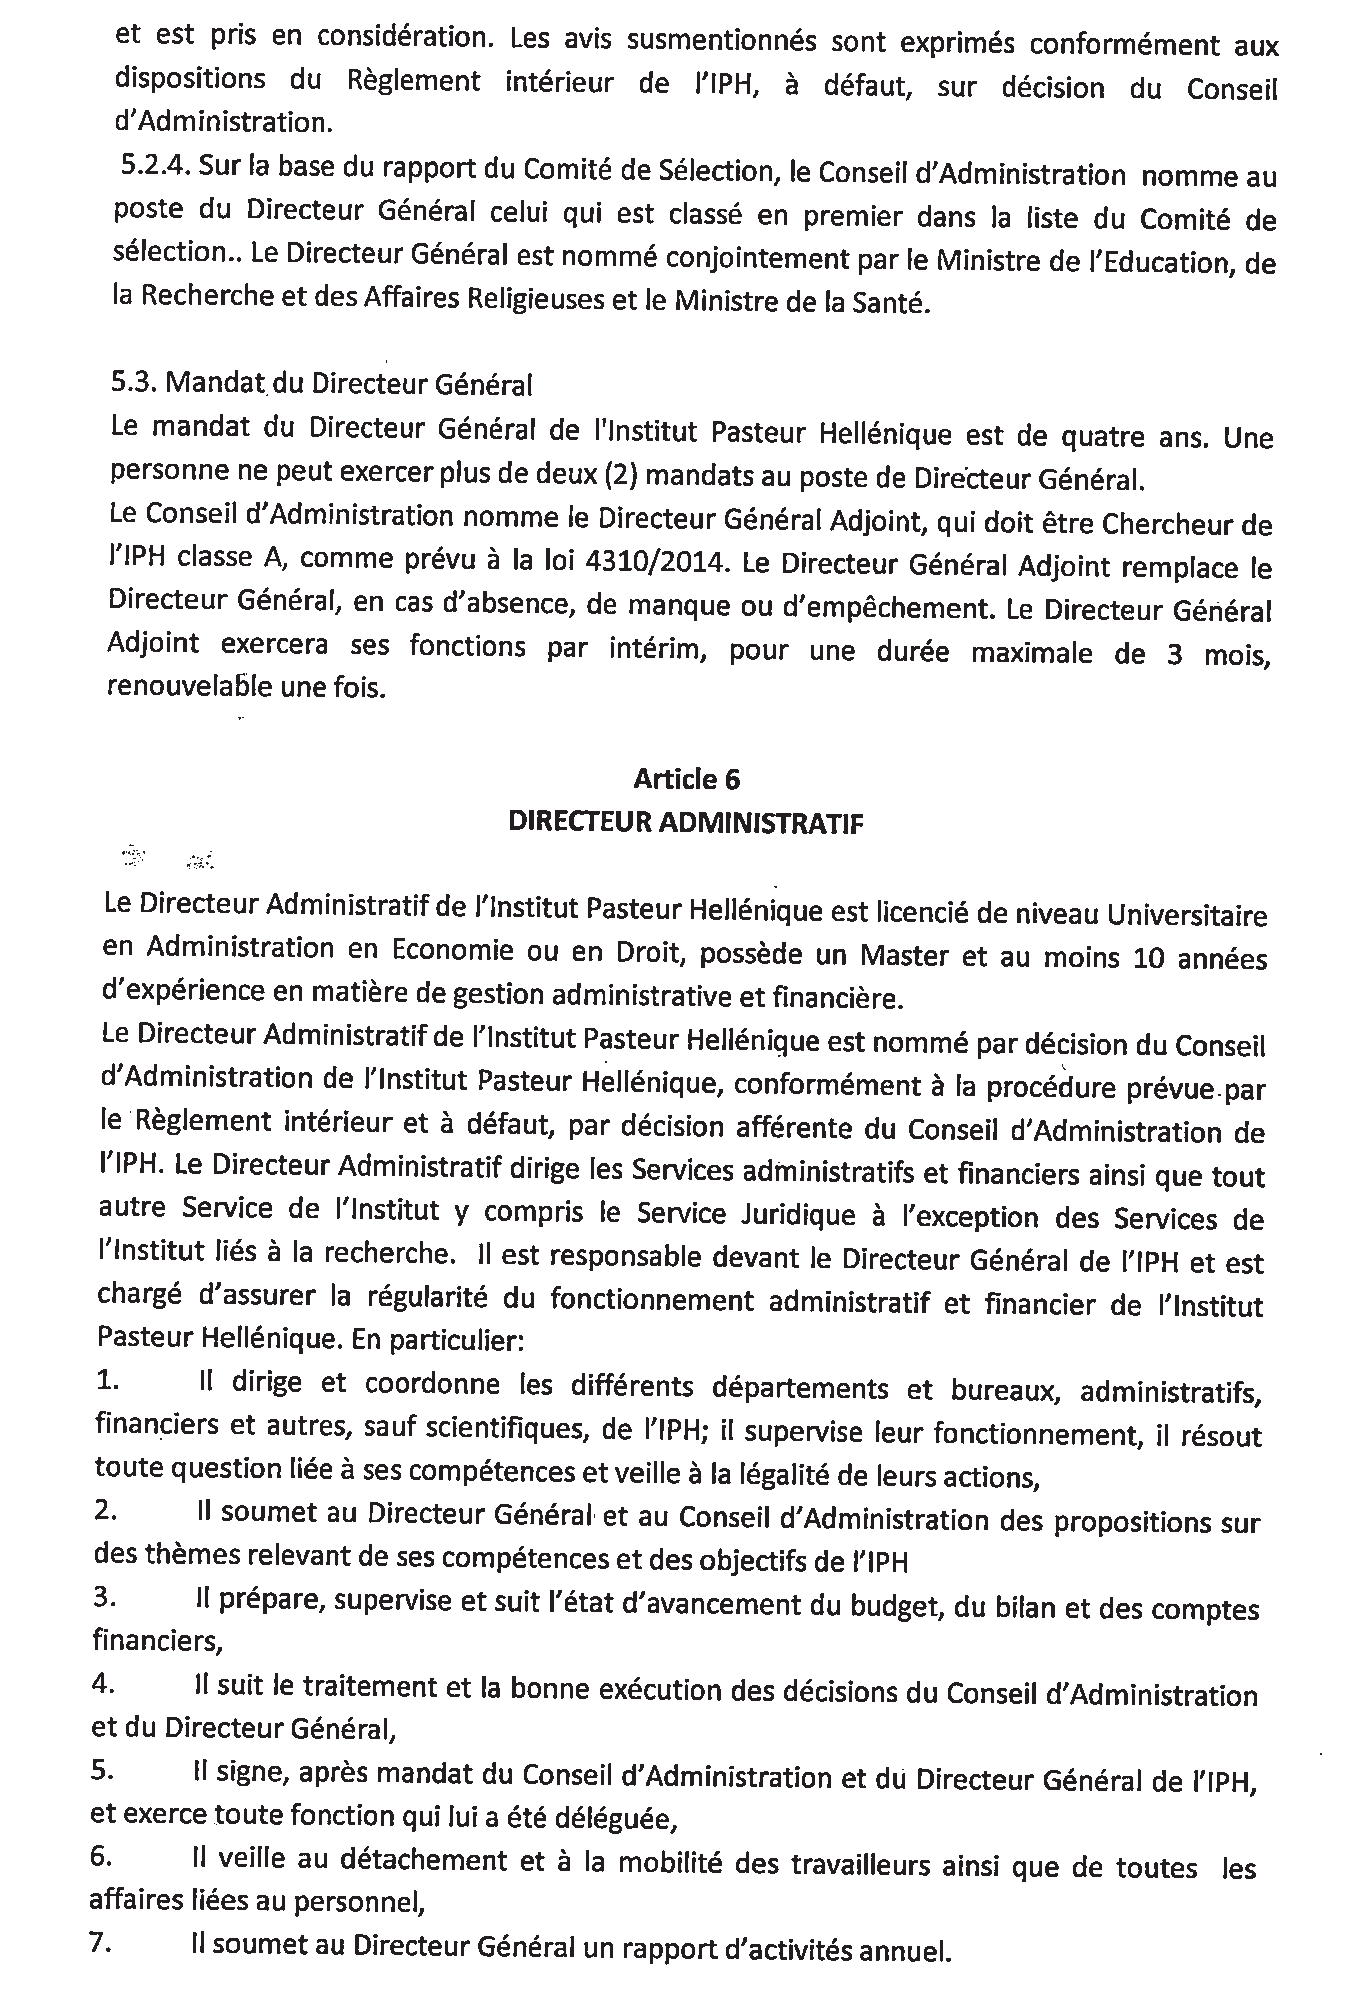 et est pris en considération. Les avis susmentionnés sont exprimés conformément aux
dispositions du Règlement intérieur de l'IPH, à défaut, sur décision du Conseil
d'Administration.
5.2.4. Sur la base du rapport du Comité de Sélection, le Conseil d'Administration nomme au
poste du Directeur Général celui qui est classé en premier dans la liste du Comité de
sélection.. Le Directeur Général est nommé conjointement par le Ministre de l'Education, de
la Recherche et des Affaires Religieuses et le Ministre de la Santé.
5.3. Mandat du Directeur Général
Le mandat du Directeur Général de l'Institut Pasteur Hellénique est de quatre ans. Une
personne ne peut exercer plus de deux (2) mandats au poste de Directeur Général.
Le Conseil d'Administration nomme le Directeur Général Adjoint, qui doit être Chercheur de
l'IPH classe A, comme prévu à la loi 4310/2014. Le Directeur Général Adjoint remplace le
Directeur Général, en cas d'absence, de manque ou d'empêchement. Le Directeur Général
Adjoint exercera ses fonctions par intérim, pour une durée maximale de 3 mois,
renouvelable une fois.
Article 6
DIRECTEUR ADMINISTRATIF
Le Directeur Administratif de l'Institut Pasteur Hellénique est licencié de niveau Universitaire
en Administration en Economie ou en Droit, possède un Master et au moins 10 années
d'expérience en matière de gestion administrative et financière.
Le Directeur Administratif de l'Institut Pasteur Hellénique est nommé par décision du Conseil
d'Administration de l'Institut Pasteur Hellénique, conformément à la procédure prévue par
le Règlement intérieur et à défaut, par décision afférente du Conseil d'Administration de
l'IPH. Le Directeur Administratif dirige les Services administratifs et financiers ainsi que tout
autre Service de l'Institut y compris le Service Juridique à l'exception des Services de
l'Institut liés à la recherche. Il est responsable devant le Directeur Général de l'IPH et est
chargé d'assurer la régularité du fonctionnement administratif et financier de l'Institut
Pasteur Hellénique. En particulier:
1. Il dirige et coordonne les différents départements et bureaux, administratifs,
financiers et autres, sauf scientifiques, de l'IPH; il supervise leur fonctionnement, il résout
toute question liée à ses compétences et veille à la légalité de leurs actions,
2. Il soumet au Directeur Général et au Conseil d'Administration des propositions sur
des thèmes relevant de ses compétences et des objectifs de l'IPH
3. Il prépare, supervise et suit l'état d'avancement du budget, du bilan et des comptes
financiers,
4. Il suit le traitement et la bonne exécution des décisions du Conseil d'Administration
et du Directeur Général,
5. Il signe, après mandat du Conseil d'Administration et du Directeur Général de l'IPH,
et exerce toute fonction qui lui a été déléguée,
6. Il veille au détachement et à la mobilité des travailleurs ainsi que de toutes les
affaires liées au personnel,
7. Il soumet au Directeur Général un rapport d'activités annuel.